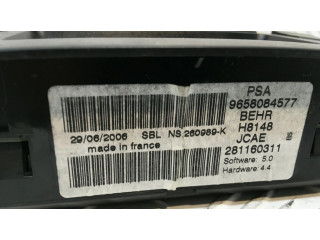 PSA
9658084577
BEHR
H8148
JCAE
281160311
Software: 5.0
Hardware: 4.4
29/06/2006 SBL NS 260989-K
made in france